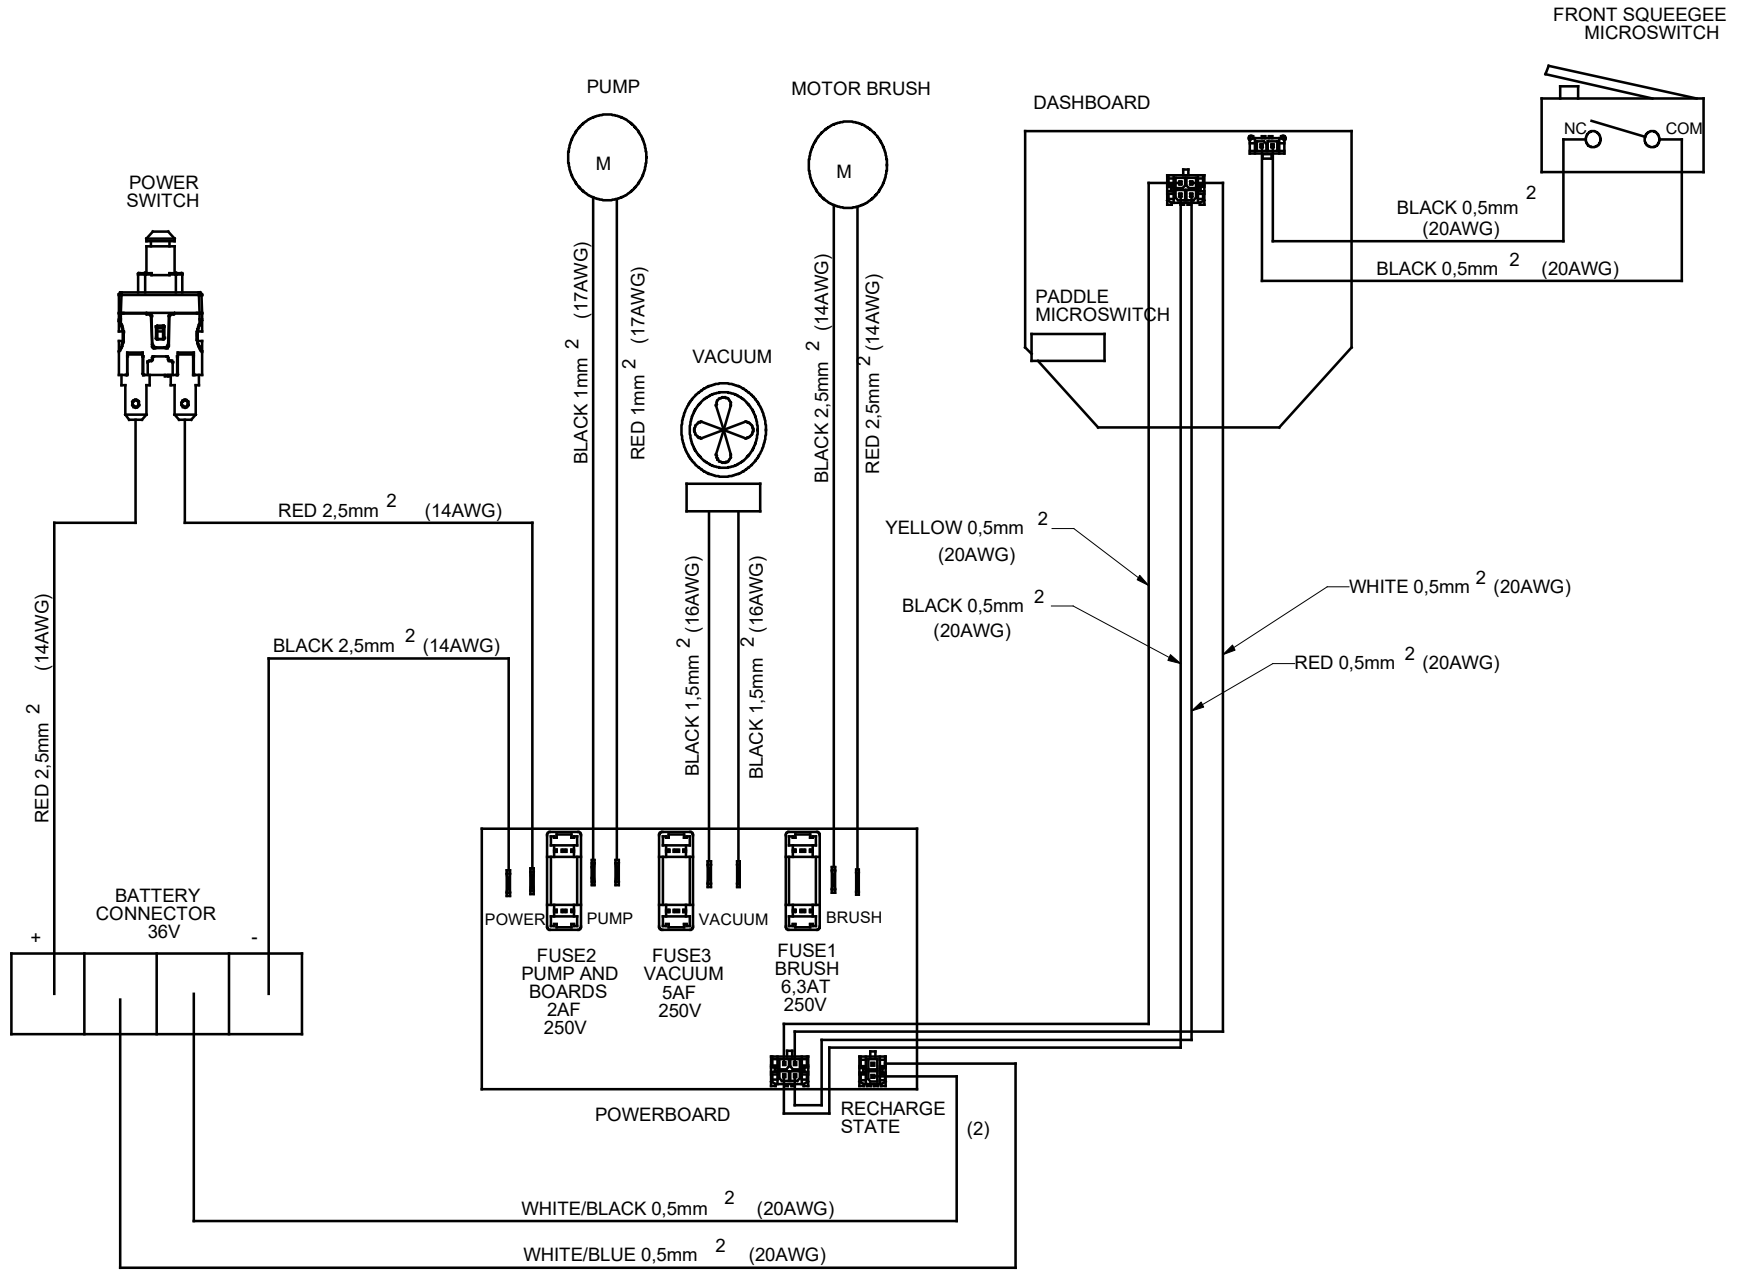 FRONT SQUEEGEE
MICROSWITCH
PUMP
MOTOR BRUSH
DASHBOARD
M
M
NC
COM
POWER
SWITCH
BLACK 0,5mm 2
(20AWG)
BLACK 0,5mm 2 (20AWG)
PADDLE
MICROSWITCH
BLACK 1mm 2 (17AWG)
RED 1mm 2 (17AWG)
BLACK 2,5mm 2 (14AWG)
RED 2,5mm 2 (14AWG)
VACUUM
RED 2,5mm 2 (14AWG)
YELLOW 0,5mm 2
(20AWG)
BLACK 0,5mm 2
(20AWG)
WHITE 0,5mm 2 (20AWG)
RED 0,5mm 2 (20AWG)
BLACK 1,5mm 2 (16AWG)
BLACK 1,5mm 2 (16AWG)
BLACK 2,5mm 2 (14AWG)
RED 2,5mm 2 (14AWG)
BATTERY
CONNECTOR
36V
+
-
POWER
PUMP
VACUUM
BRUSH
FUSE2
PUMP AND
BOARDS
2AF
250V
FUSE3
VACUUM
5AF
250V
FUSE1
BRUSH
6,3AT
250V
POWERBOARD
RECHARGE
STATE
(2)
WHITE/BLACK 0,5mm 2 (20AWG)
WHITE/BLUE 0,5mm 2 (20AWG)